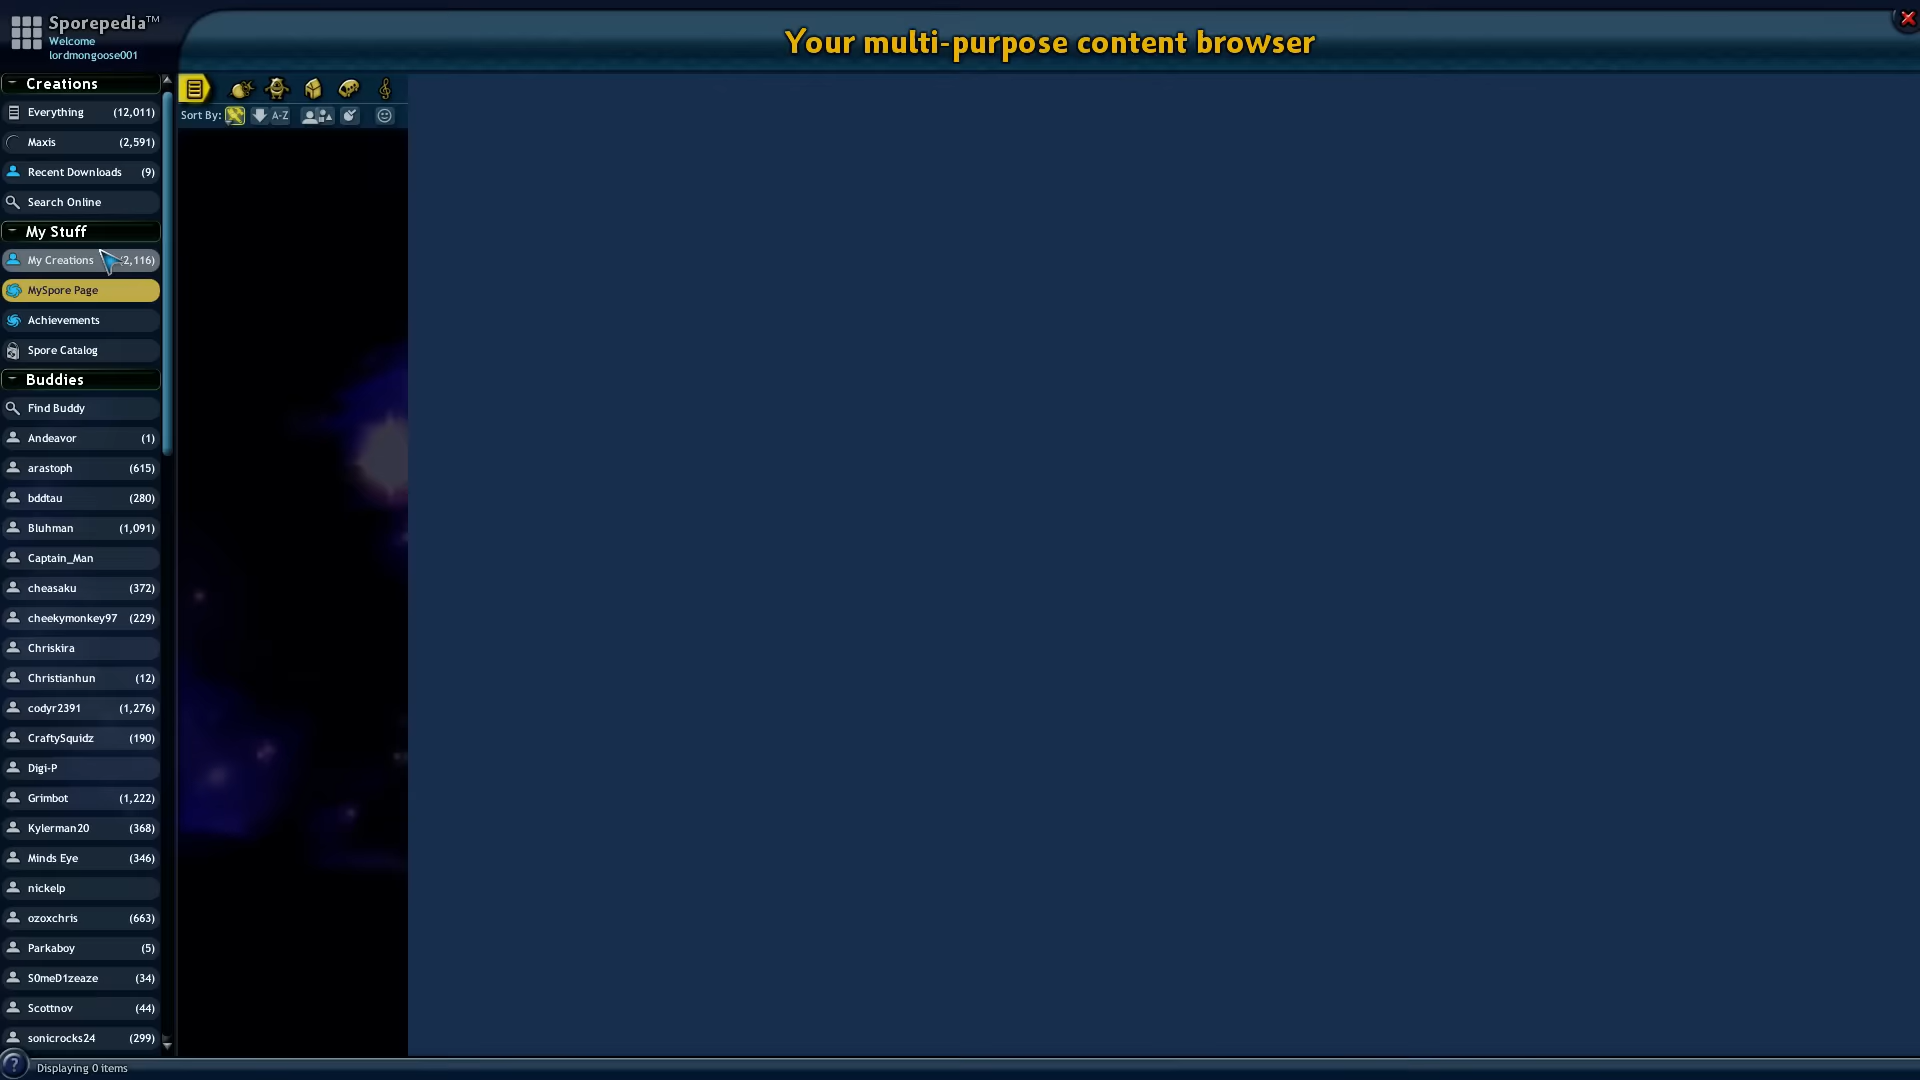 Sporepedia™
Welcome
lordmongoose001
Your multi-purpose content browser
Creations
Everything (12,011)
Maxis (2,591)
Recent Downloads (9)
Search Online
My Stuff
My Creations 2,116)
MySpore Page
Achievements
Spore Catalog
Buddies
Find Buddy
Andeavor (1)
arastoph (615)
bddtau (280)
Bluhman (1,091)
Captain_Man
cheasaku (372)
cheekymonkey97 (229)
Chriskira
Christianhun (12)
codyr2391 (1,276)
CraftySquidz (190)
Digi-P
Grimbot (1,222)
Kylerman20 (368)
Minds Eye (346)
nickelp
ozoxchris (663)
Parkaboy (5)
S0meD1zeaze (34)
Scottnov (44)
sonicrocks24 (299)
Sort By: A-Z
? Displaying 0 items